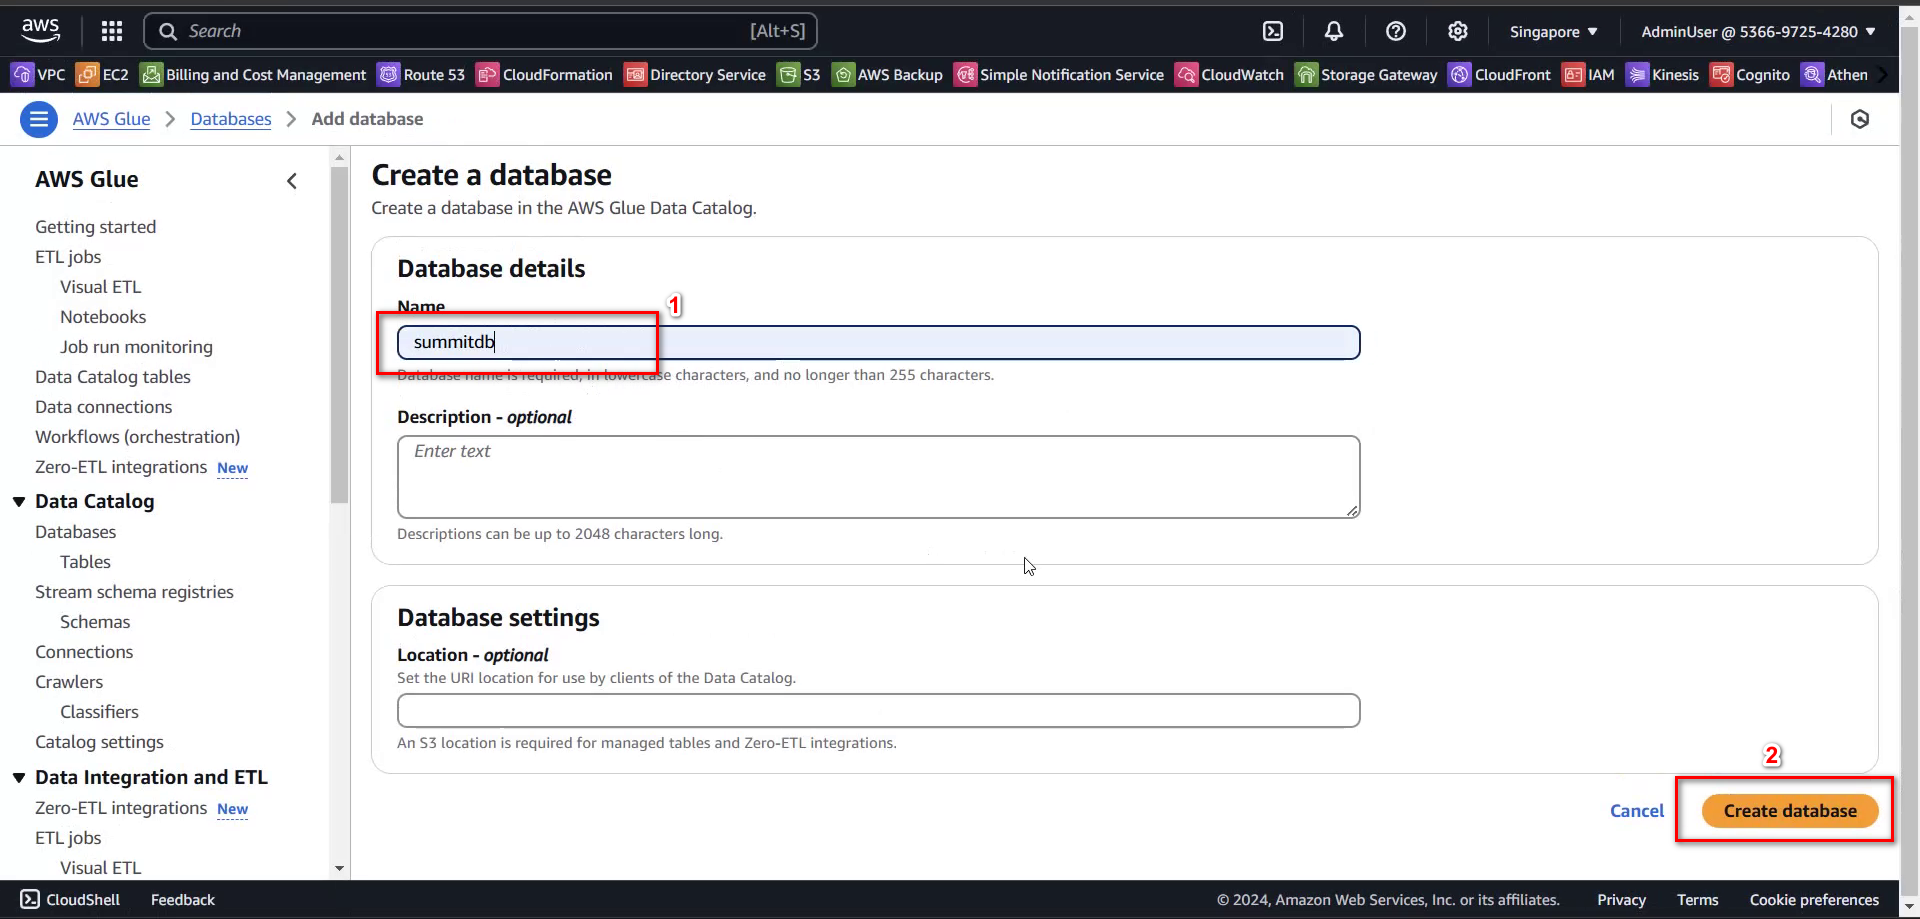 aws
Search [Alt+S]
Singapore ▼
AdminUser @ 5366-9725-4280 ▼
VPC EC2 Billing and Cost Management Route 53 CloudFormation Directory Service S3 AWS Backup Simple Notification Service CloudWatch Storage Gateway CloudFront IAM Kinesis Cognito Athen
AWS Glue > Databases > Add database
AWS Glue
Getting started
ETL jobs
Visual ETL
Notebooks
Job run monitoring
Data Catalog tables
Data connections
Workflows (orchestration)
Zero-ETL integrations New
Data Catalog
Databases
Tables
Stream schema registries
Schemas
Connections
Crawlers
Classifiers
Catalog settings
Data Integration and ETL
Zero-ETL integrations New
ETL jobs
Visual ETL
Create a database
Create a database in the AWS Glue Data Catalog.
Database details
Name
1
summitdb
Database name is required, in lowercase characters, and no longer than 255 characters.
Description - optional
Enter text
Descriptions can be up to 2048 characters long.
Database settings
Location - optional
Set the URI location for use by clients of the Data Catalog.
An S3 location is required for managed tables and Zero-ETL integrations.
2
Cancel Create database
CloudShell Feedback © 2024, Amazon Web Services, Inc. or its affiliates. Privacy Terms Cookie preferences